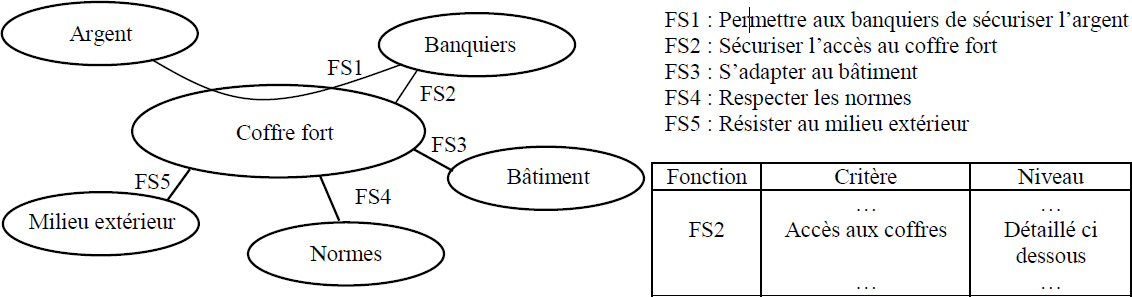 Argent
Banquiers
FS1
FS2
Coffre fort
FS3
Bâtiment
FS5
FS4
Milieu extérieur
Normes
FS1 : Permettre aux banquiers de sécuriser l’argent
FS2 : Sécuriser l’accès au coffre fort
FS3 : S’adapter au bâtiment
FS4 : Respecter les normes
FS5 : Résister au milieu extérieur
Fonction Critère Niveau
… …
FS2 Accès aux coffres Détaillé ci
dessous
… …